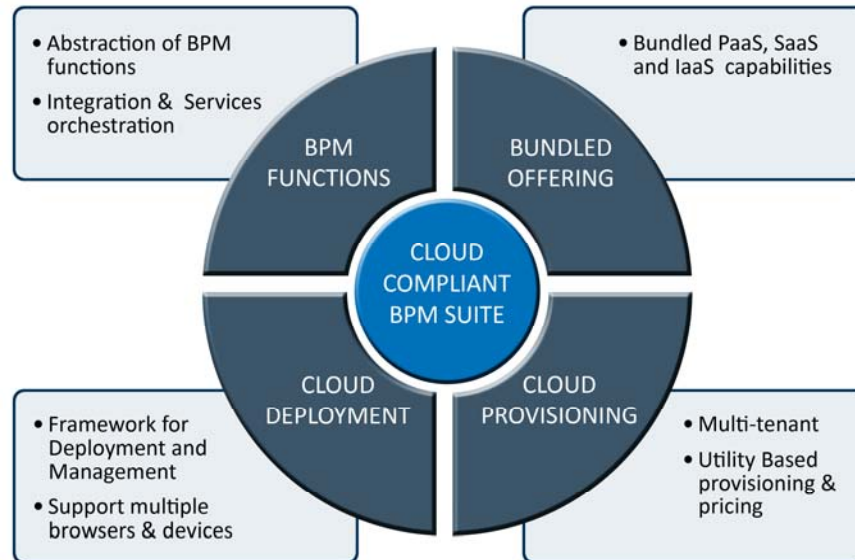 • Abstraction of BPM
functions
• Integration & Services
orchestration
• Bundled PaaS, SaaS
and IaaS capabilities
BPM
FUNCTIONS
BUNDLED
OFFERING
CLOUD
COMPLIANT
BPM SUITE
CLOUD
DEPLOYMENT
CLOUD
PROVISIONING
• Framework for
Deployment and
Management
• Support multiple
browsers & devices
• Multi-tenant
• Utility Based
provisioning &
pricing